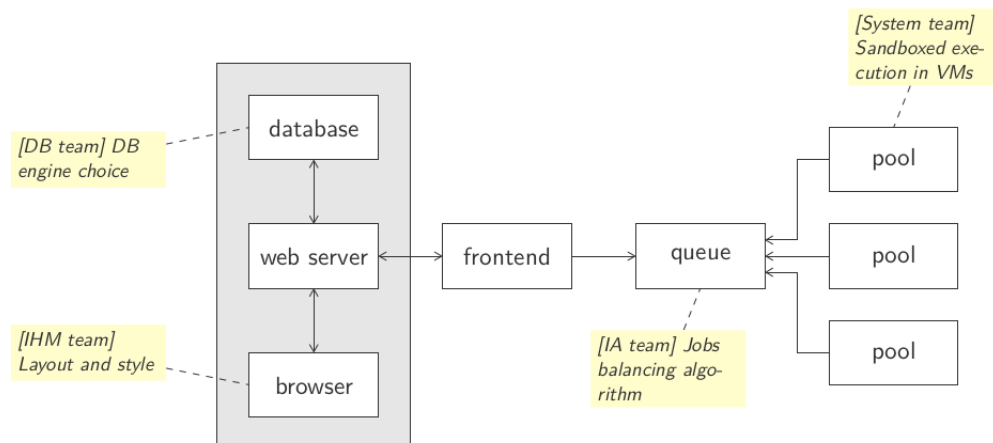 [System team]
Sandboxed exe-
cution in VMs
database
[DB team] DB
engine choice
pool
web server
frontend
queue
pool
[IHM team]
Layout and style
[IA team] Jobs
balancing algo-
rithm
pool
browser